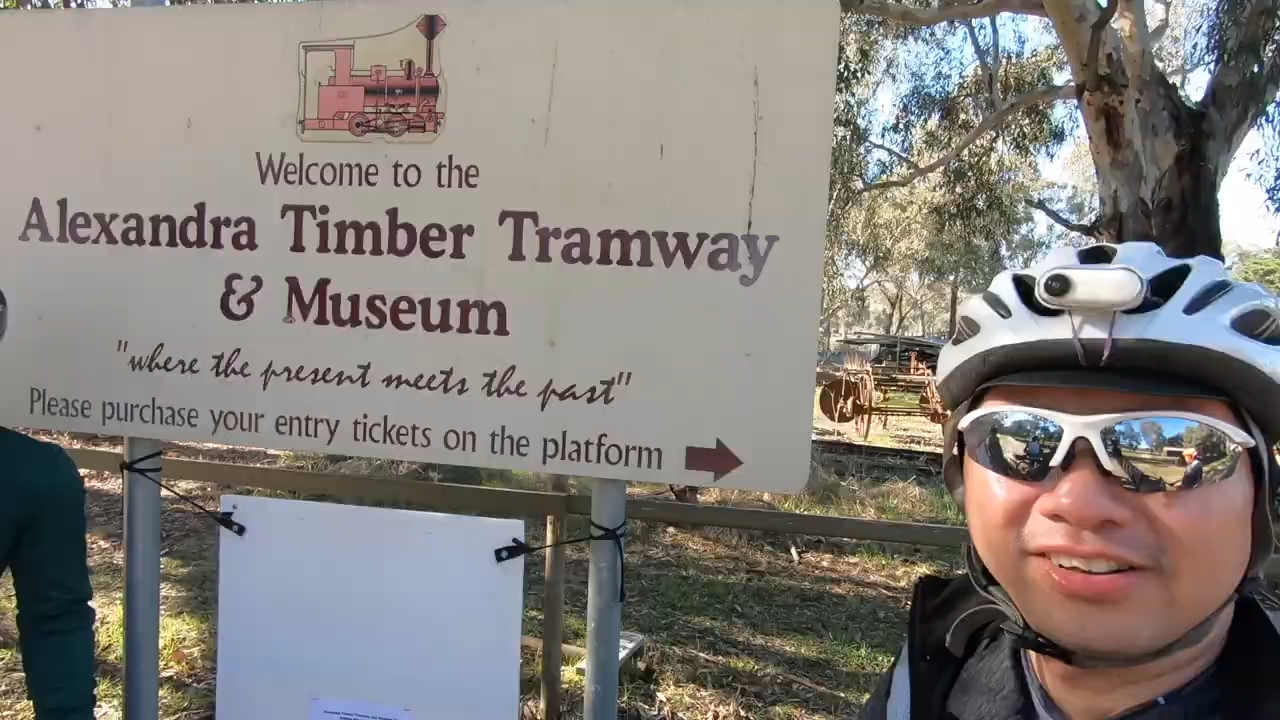 Welcome to the
Alexandra Timber Tramway
& Museum
"where the present meets the past"
Please purchase your entry tickets on the platform